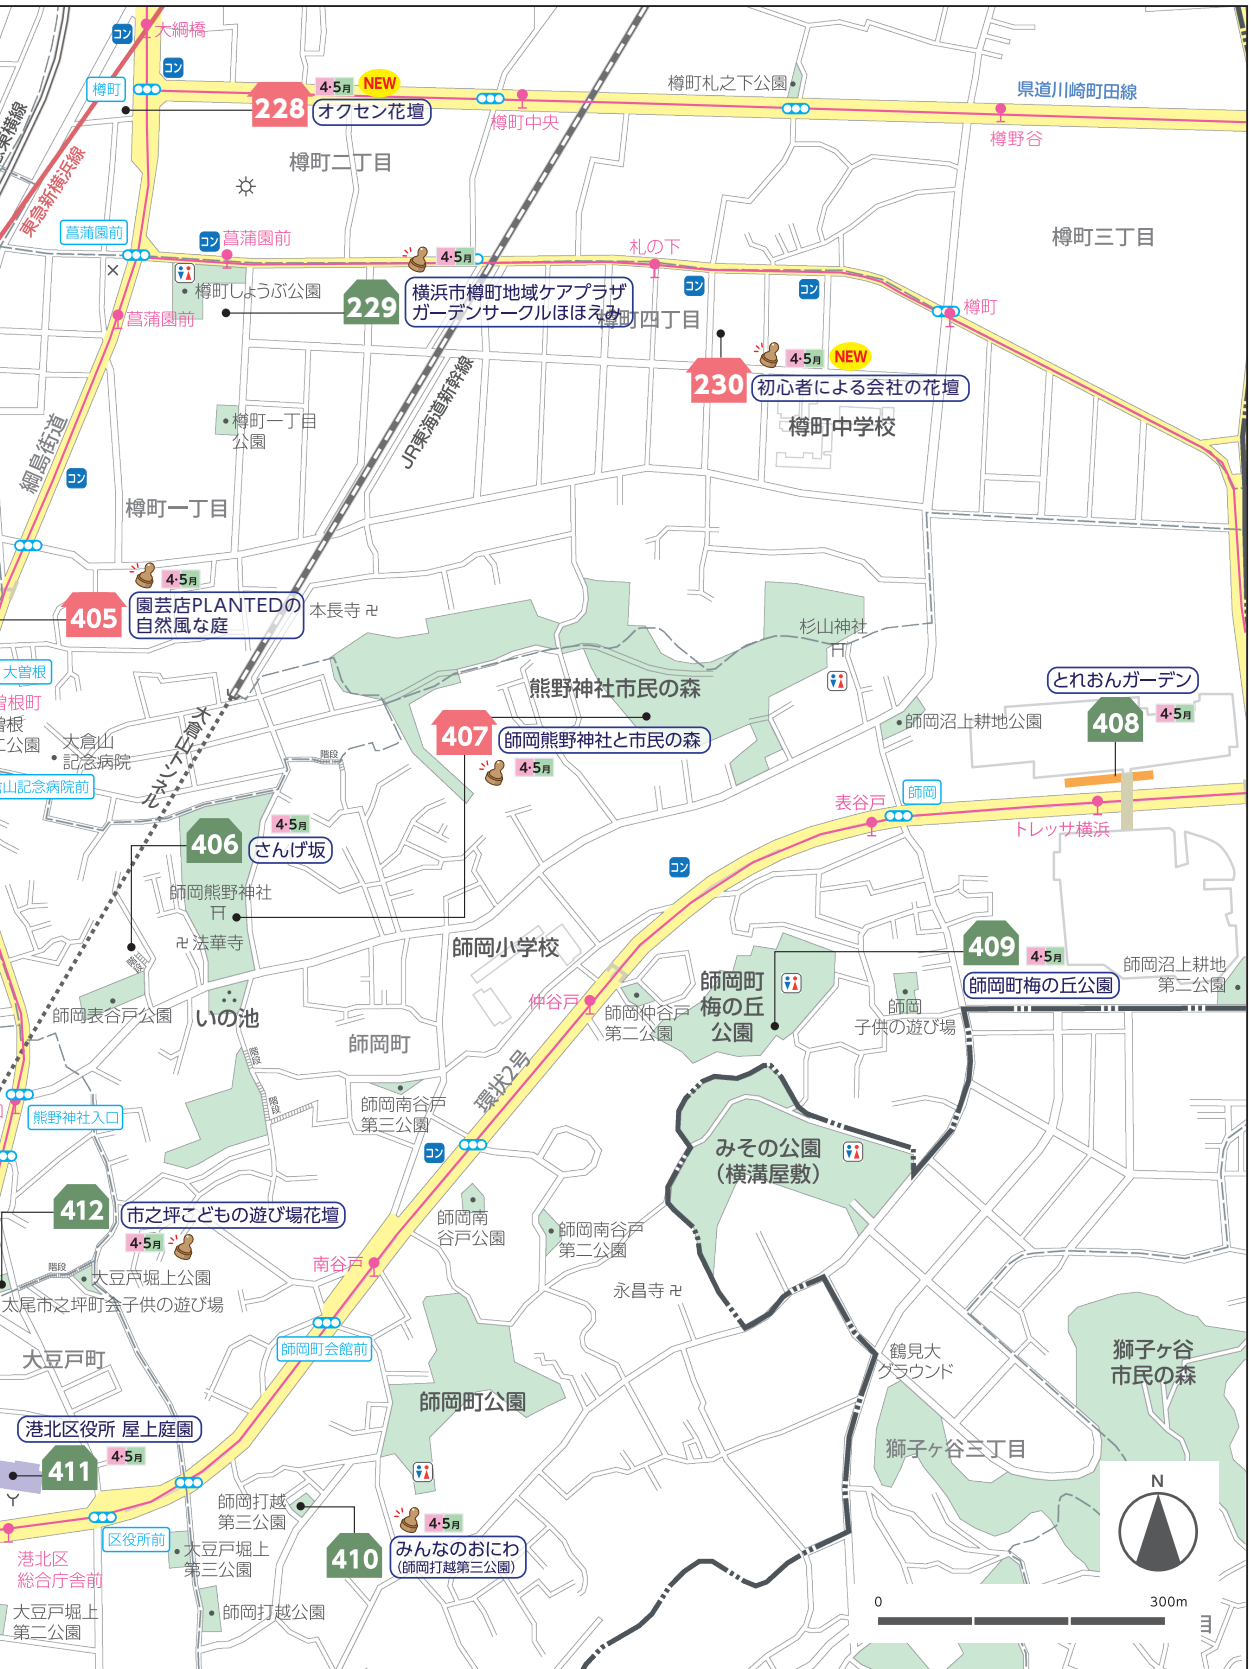 大綱橋
コン
コン
樽町
228
4·5月
NEW
オクセン花壇
樽町中央
樽町札之下公園
県道川崎町田線
樽野谷
東急新横浜線
樽町二丁目
菖蒲園前
コン
菖蒲園前
4·5月
札の下
樽町三丁目
樽町しょうぶ公園
229
横浜市樽町地域ケアプラザ
ガーデンサークルほほえみ
コン
コン
樽町
菖蒲園前
樽町四丁目
230
4·5月
NEW
初心者による会社の花壇
樽町中学校
JR東海道新幹線
樽町一丁目
公園
綱島街道
コン
樽町一丁目
405
4·5月
園芸店PLANTEDの
自然風な庭
本長寺
杉山神社
大曽根
曽根町
大倉山
記念病院
大倉山トンネル
熊野神社市民の森
407
師岡熊野神社と市民の森
4·5月
とれおんガーデン
408
4·5月
師岡沼上耕地公園
階段
山記念病院前
406
4·5月
さんげ坂
表谷戸
師岡
トレッサ横浜
コン
師岡熊野神社
法華寺
階段
師岡小学校
409
4·5月
師岡町梅の丘公園
師岡沼上耕地
第二公園
師岡町
梅の丘
公園
師岡表谷戸公園
いの池
仲谷戸
師岡仲谷戸
第二公園
師岡
子供の遊び場
師岡町
環状2号
階段
階段
師岡南谷戸
第三公園
熊野神社入口
コン
みその公園
(横溝屋敷)
412
市之坪こどもの遊び場花壇
4·5月
師岡南
谷戸公園
師岡南谷戸
第二公園
南谷戸
階段
大豆戸堀上公園
太尾市之坪町会子供の遊び場
永昌寺
師岡町会館前
大豆戸町
鶴見大
グラウンド
獅子ヶ谷
市民の森
師岡町公園
港北区役所 屋上庭園
411
4·5月
獅子ヶ谷三丁目
師岡打越
第三公園
410
4·5月
みんなのおにわ
(師岡打越第三公園)
区役所前
港北区
総合庁舎前
大豆戸堀上
第三公園
大豆戸堀上
第二公園
師岡打越公園
N
0
300m
目